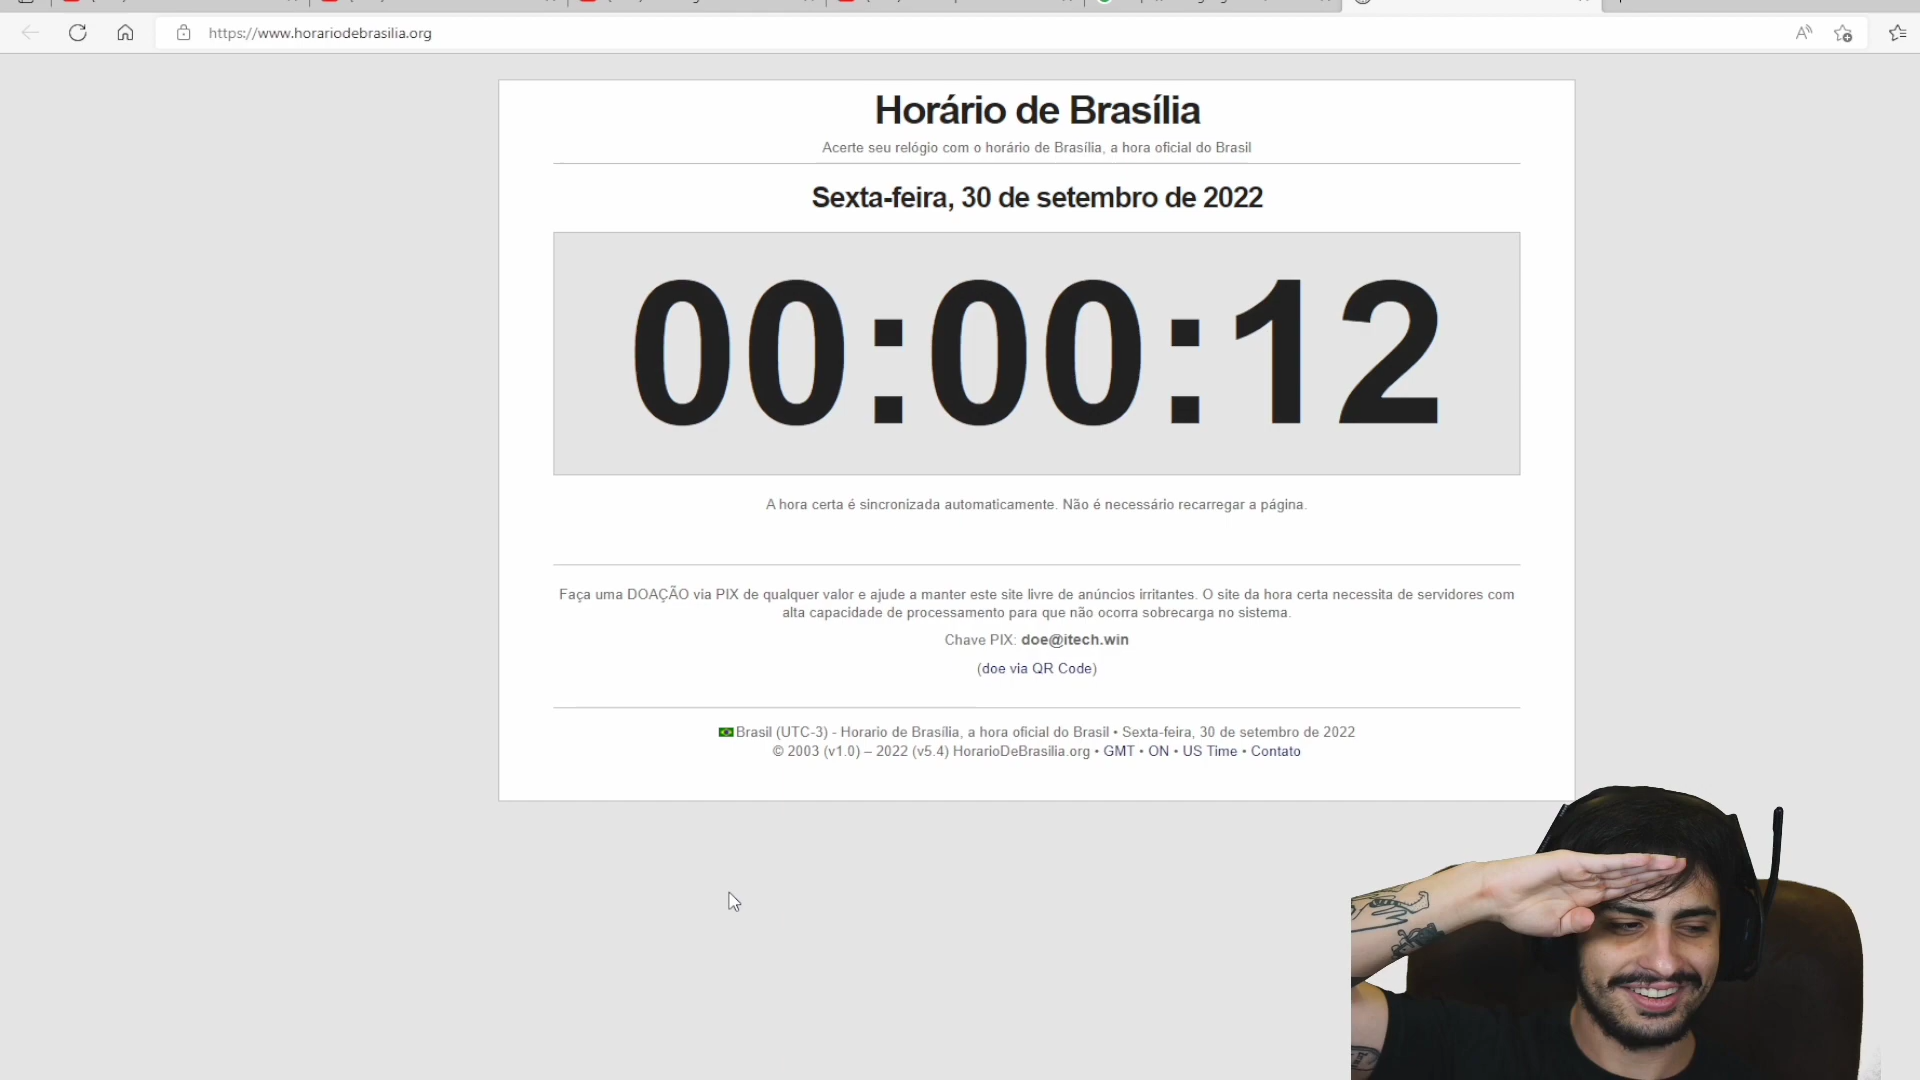 https://www.horariodebrasilia.org
Horário de Brasília
Acerte seu relógio com o horário de Brasília, a hora oficial do Brasil
Sexta-feira, 30 de setembro de 2022
00:00:12
A hora certa é sincronizada automaticamente. Não é necessário recarregar a página.
Faça uma DOAÇÃO via PIX de qualquer valor e ajude a manter este site livre de anúncios irritantes. O site da hora certa necessita de servidores com
alta capacidade de processamento para que não ocorra sobrecarga no sistema.
Chave PIX: doe@itech.win
(doe via QR Code)
Brasil (UTC-3) - Horario de Brasília, a hora oficial do Brasil • Sexta-feira, 30 de setembro de 2022
© 2003 (v1.0) – 2022 (v5.4) HorarioDeBrasilia.org • GMT • ON • US Time • Contato